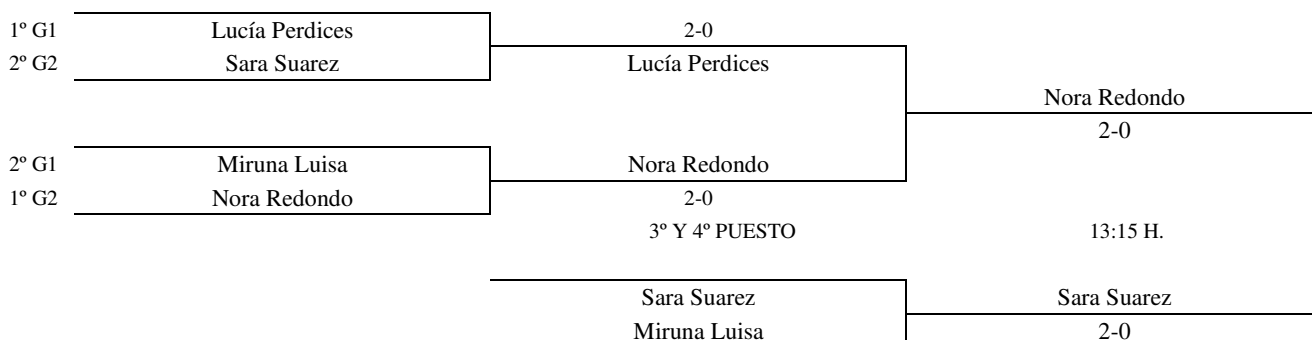 1º G1 Lucía Perdices 2-0
2º G2 Sara Suarez Lucía Perdices
Nora Redondo
2-0
2º G1 Miruna Luisa Nora Redondo
1º G2 Nora Redondo 2-0
3º Y 4º PUESTO 13:15 H.
Sara Suarez Sara Suarez
Miruna Luisa 2-0